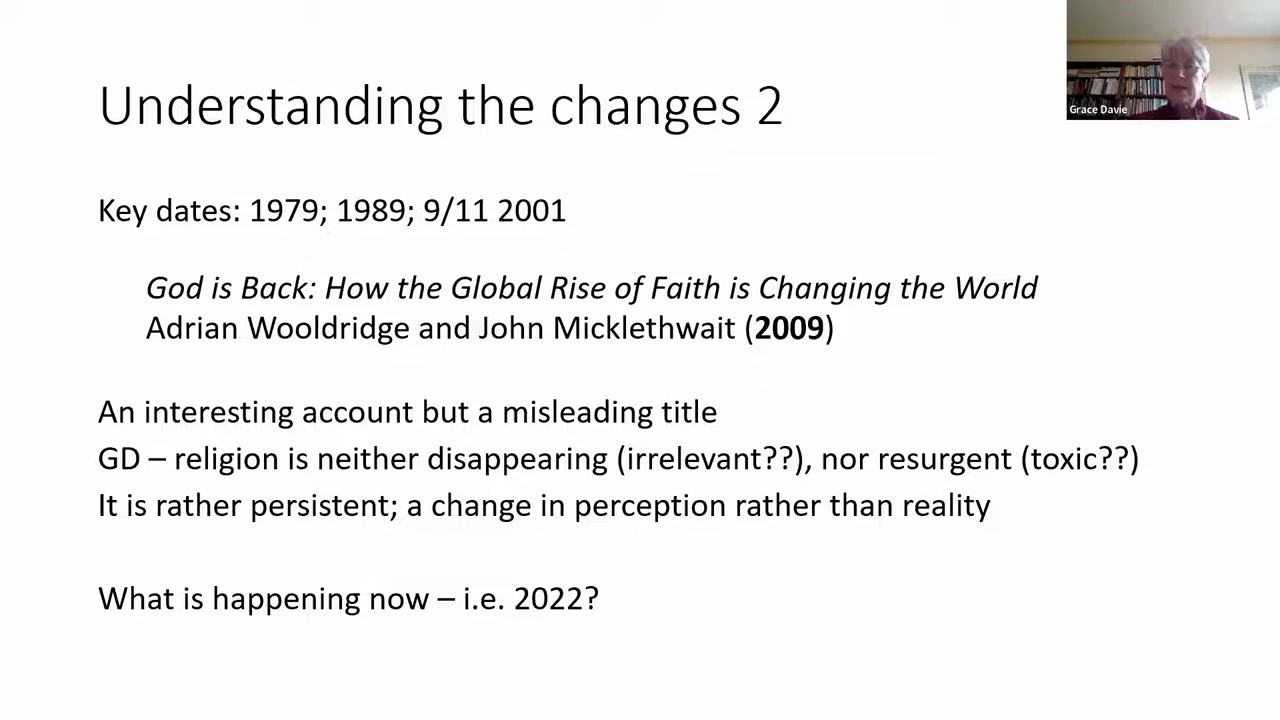 Understanding the changes 2
Grace Davie
Key dates: 1979; 1989; 9/11 2001
God is Back: How the Global Rise of Faith is Changing the World
Adrian Wooldridge and John Micklethwait (2009)
An interesting account but a misleading title
GD – religion is neither disappearing (irrelevant??), nor resurgent (toxic??)
It is rather persistent; a change in perception rather than reality
What is happening now – i.e. 2022?